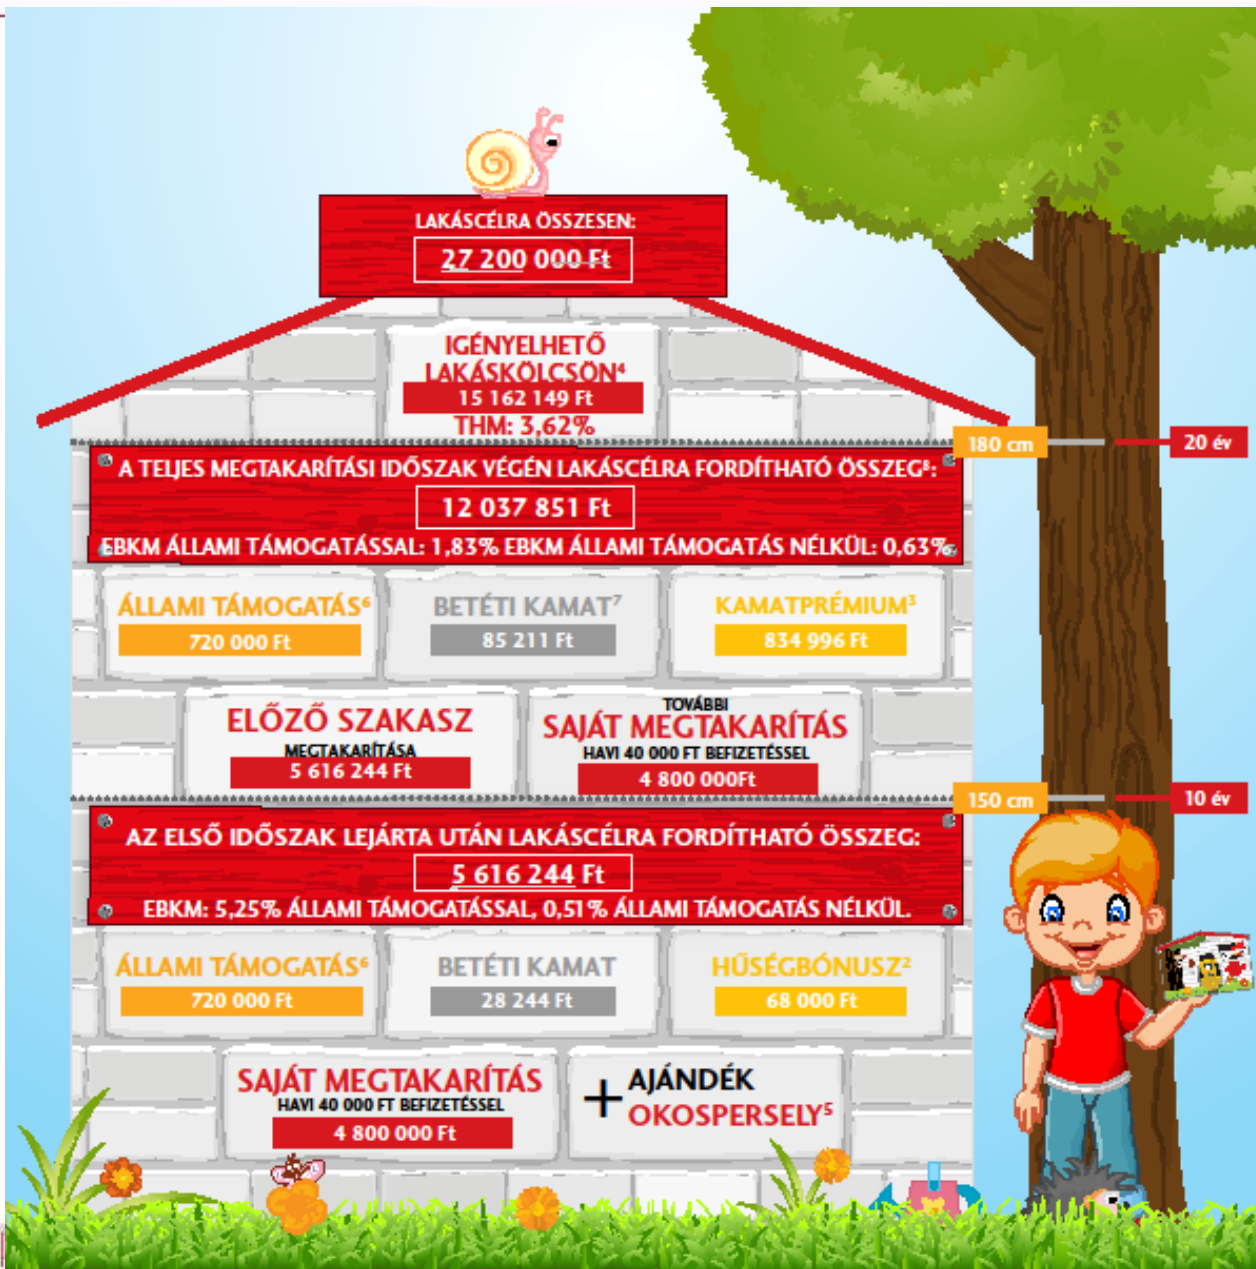 LAKÁSCÉLRA ÖSSZESEN:
27 200 000 Ft
IGÉNYELHETŐ
LAKÁSKÖLCSÖN⁴
15 162 149 Ft
THM: 3,62%
180 cm
20 év
A TELJES MEGTAKARÍTÁSI IDŐSZAK VÉGÉN LAKÁSCÉLRA FORDÍTHATÓ ÖSSZEG⁸:
12 037 851 Ft
EBKM ÁLLAMI TÁMOGATÁSSAL: 1,83% EBKM ÁLLAMI TÁMOGATÁS NÉLKÜL: 0,63%
ÁLLAMI TÁMOGATÁS⁶
720 000 Ft
BETÉTI KAMAT⁷
85 211 Ft
KAMATPRÉMIUM³
834 996 Ft
ELŐZŐ SZAKASZ
MEGTAKARÍTÁSA
5 616 244 Ft
TOVÁBBI
SAJÁT MEGTAKARÍTÁS
HAVI 40 000 FT BEFIZETÉSSEL
4 800 000Ft
150 cm
10 év
AZ ELSŐ IDŐSZAK LEJÁRTA UTÁN LAKÁSCÉLRA FORDÍTHATÓ ÖSSZEG:
5 616 244 Ft
EBKM: 5,25% ÁLLAMI TÁMOGATÁSSAL, 0,51% ÁLLAMI TÁMOGATÁS NÉLKÜL.
ÁLLAMI TÁMOGATÁS⁶
720 000 Ft
BETÉTI KAMAT
28 244 Ft
HŰSÉGBÓNUSZ²
68 000 Ft
SAJÁT MEGTAKARÍTÁS
HAVI 40 000 FT BEFIZETÉSSEL
4 800 000 Ft
+ AJÁNDÉK
OKOSPERSELY⁵